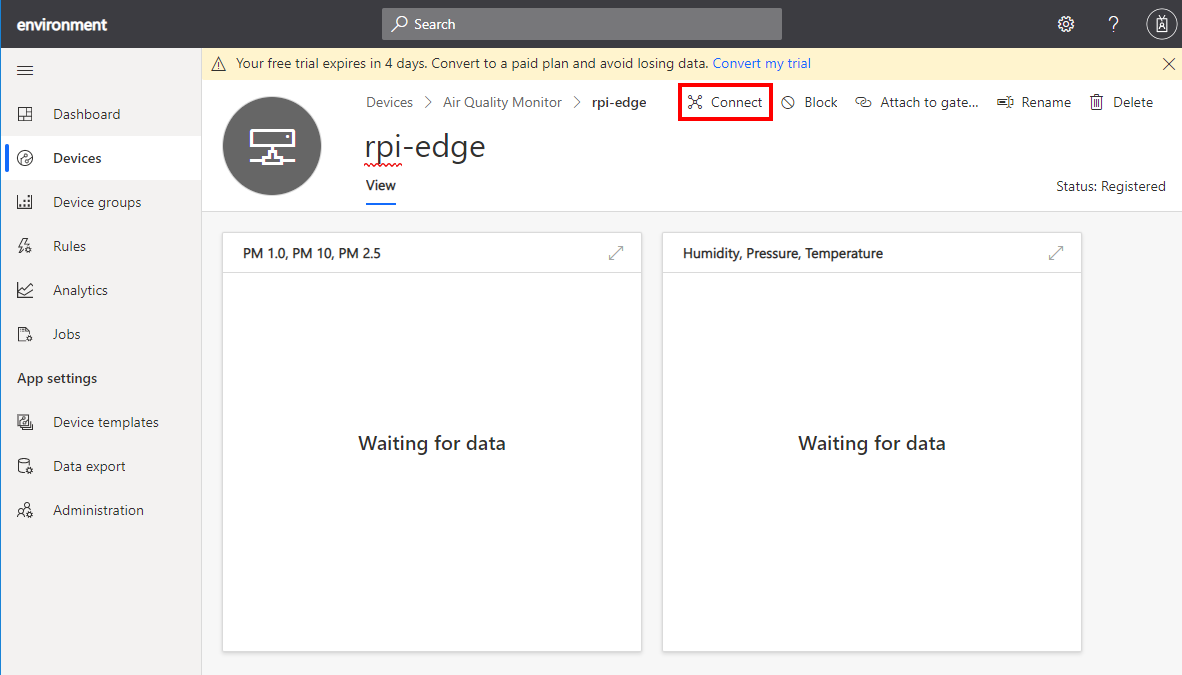 environment
Search
?
Your free trial expires in 4 days. Convert to a paid plan and avoid losing data. Convert my trial
Dashboard
Devices
Device groups
Rules
Analytics
Jobs
App settings
Device templates
Data export
Administration
Devices > Air Quality Monitor > rpi-edge
Connect
Block
Attach to gate...
Rename
Delete
rpi-edge
View
Status: Registered
PM 1.0, PM 10, PM 2.5
Waiting for data
Humidity, Pressure, Temperature
Waiting for data